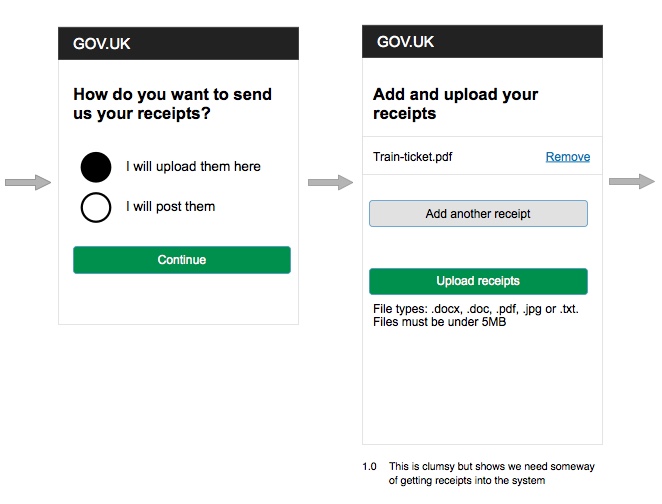 GOV.UK
How do you want to send
us your receipts?
I will upload them here
I will post them
Continue
GOV.UK
Add and upload your
receipts
Train-ticket.pdf Remove
Add another receipt
Upload receipts
File types: .docx, .doc, .pdf, .jpg or .txt.
Files must be under 5MB
1.0 This is clumsy but shows we need someway
of getting receipts into the system